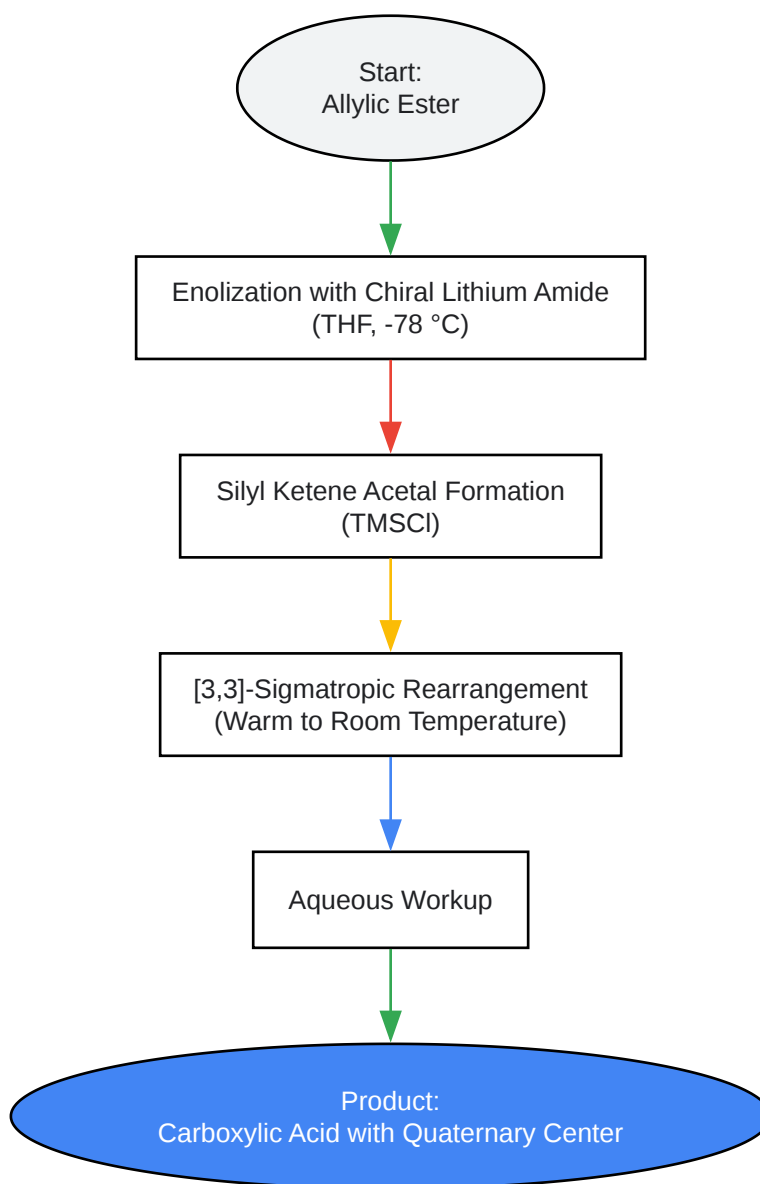 Start:
Allylic Ester
Enolization with Chiral Lithium Amide
(THF, -78 °C)
Silyl Ketene Acetal Formation
(TMSCl)
[3,3]-Sigmatropic Rearrangement
(Warm to Room Temperature)
Aqueous Workup
Product:
Carboxylic Acid with Quaternary Center